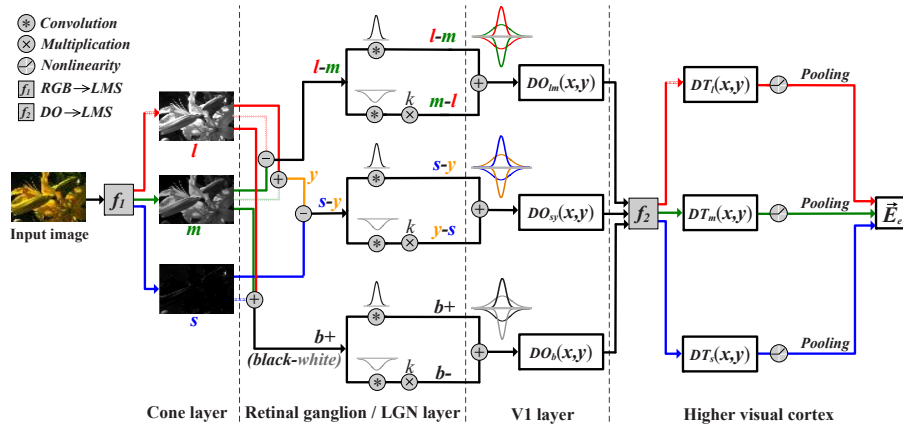 Convolution
Multiplication
Nonlinearity
f1 RGB→LMS
f2 DO→LMS
Input image
f1
l
m
s
l-m
y
s-y
b+
(black-white)
l-m
k
m-l
s-y
k
y-s
b+
k
b-
DOlm(x,y)
DOsy(x,y)
DOb(x,y)
f2
DTl(x,y)
Pooling
DTm(x,y)
Pooling
DTs(x,y)
Pooling
E⃗e
Cone layer
Retinal ganglion / LGN layer
V1 layer
Higher visual cortex